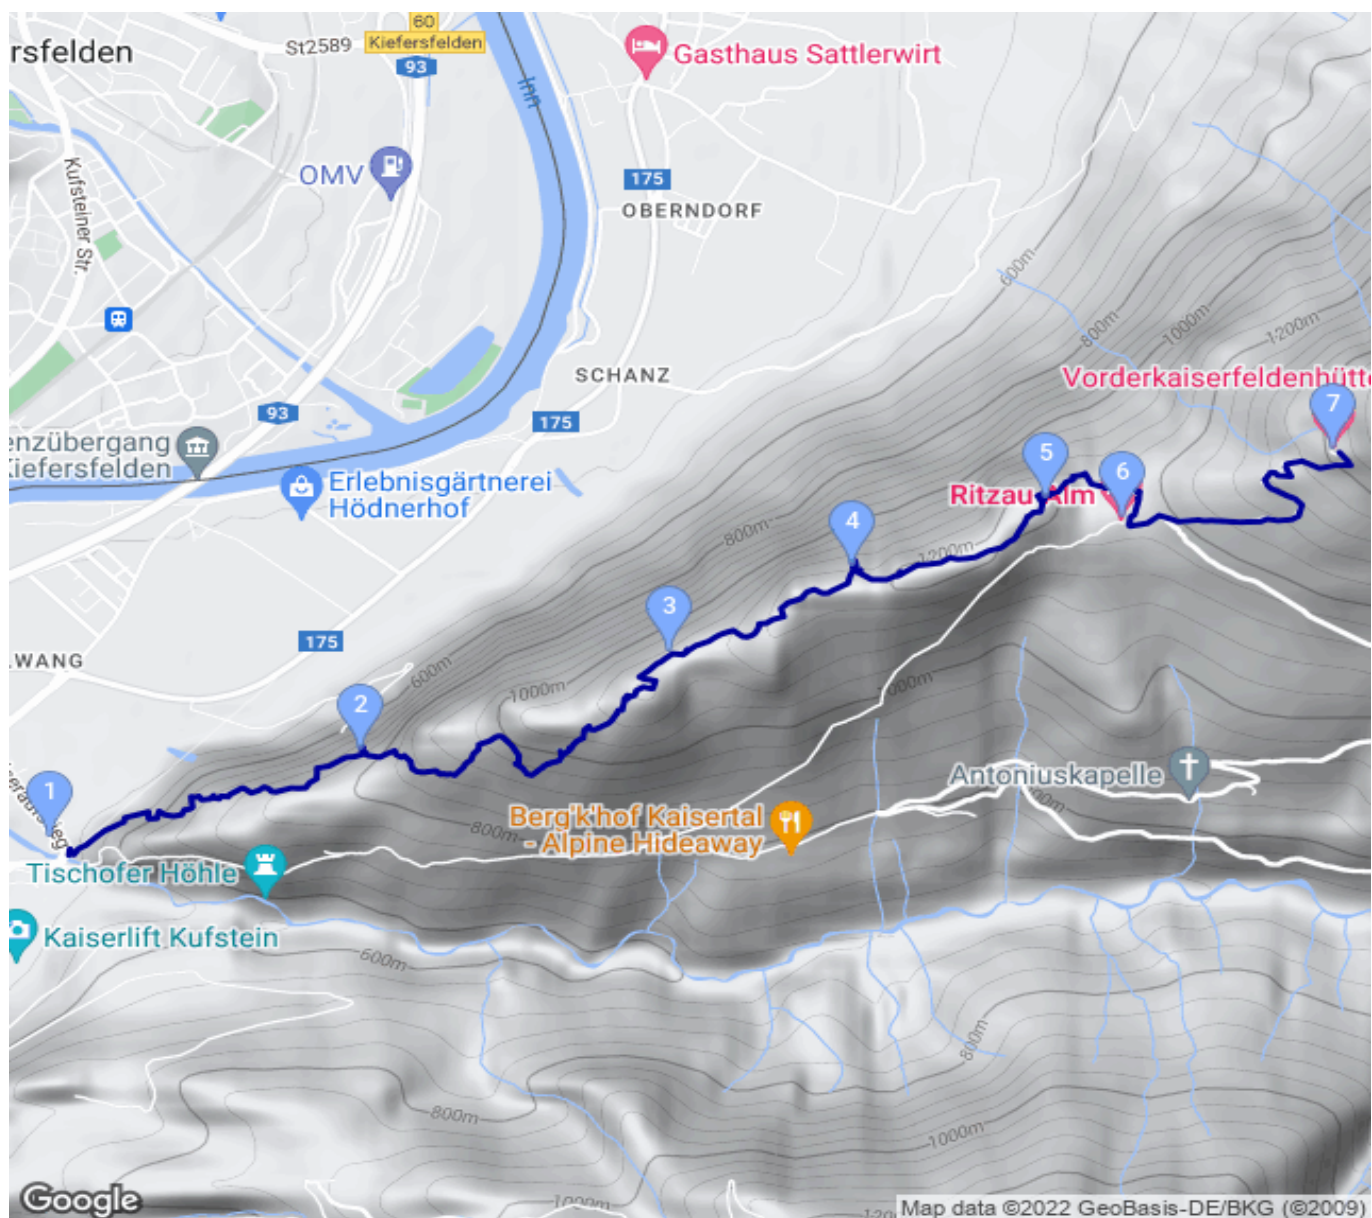 rsfelden
St2589
60
Kiefersfelden
93
Inn
Gasthaus Sattlerwirt
OMV
175
OBERNDORF
Kufsteiner Str.
600m
800m
1000m
1200m
SCHANZ
Vorderkaiserfeldenhütte
7
93
175
enzübergang
Kiefersfelden
Erlebnisgärtnerei
Hödnerhof
5
6
Ritzau Alm
4
800m
1200m
3
175
LWANG
600m
1000m
1000m
2
1
Antoniuskapelle
800m
Berg'k'hof Kaisertal
- Alpine Hideaway
Tischofer Höhle
Kaiserlift Kufstein
600m
800m
800m
1000m
1000m
Google
Map data ©2022 GeoBasis-DE/BKG (©2009)